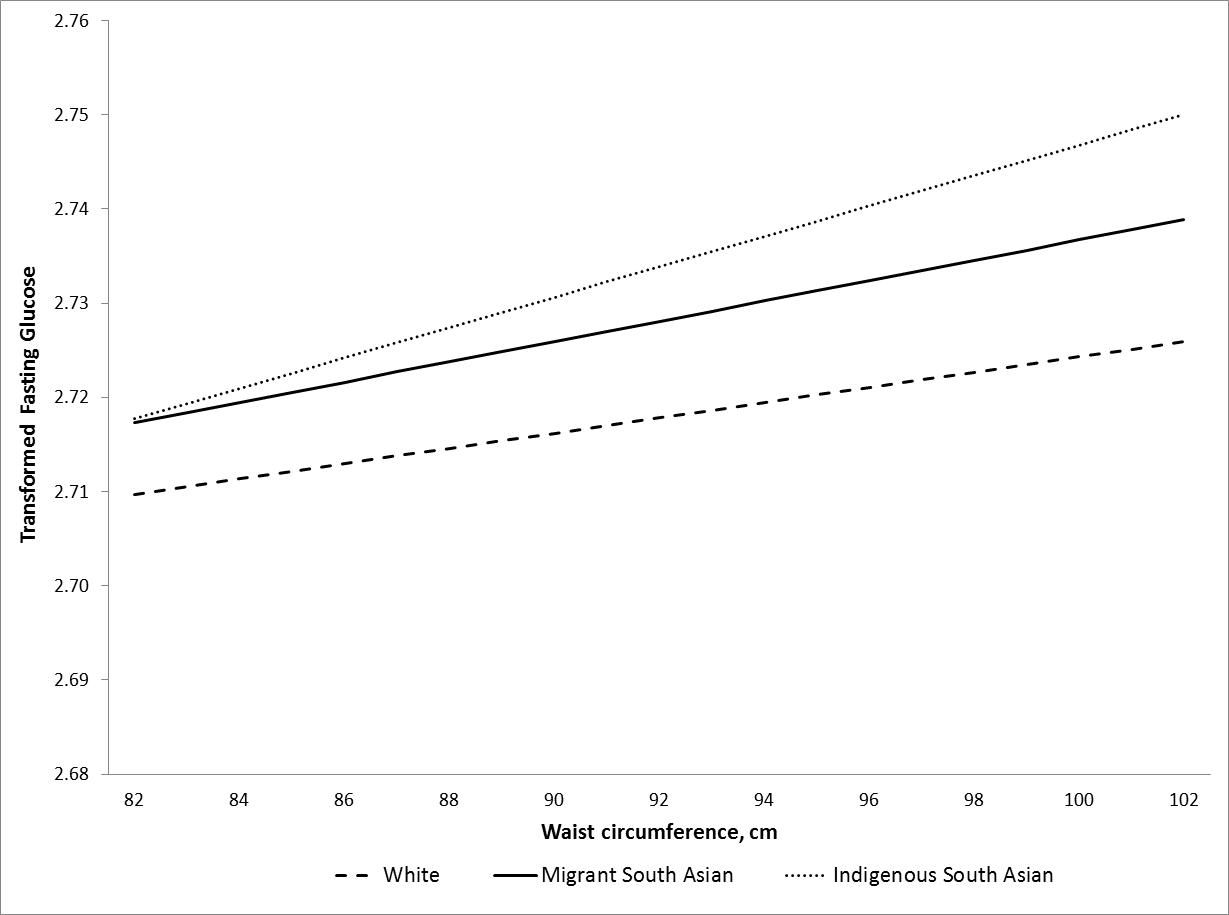 2.76
2.75
2.74
2.73
2.72
2.71
2.70
2.69
2.68
Transformed Fasting Glucose
82 84 86 88 90 92 94 96 98 100 102
Waist circumference, cm
White Migrant South Asian Indigenous South Asian